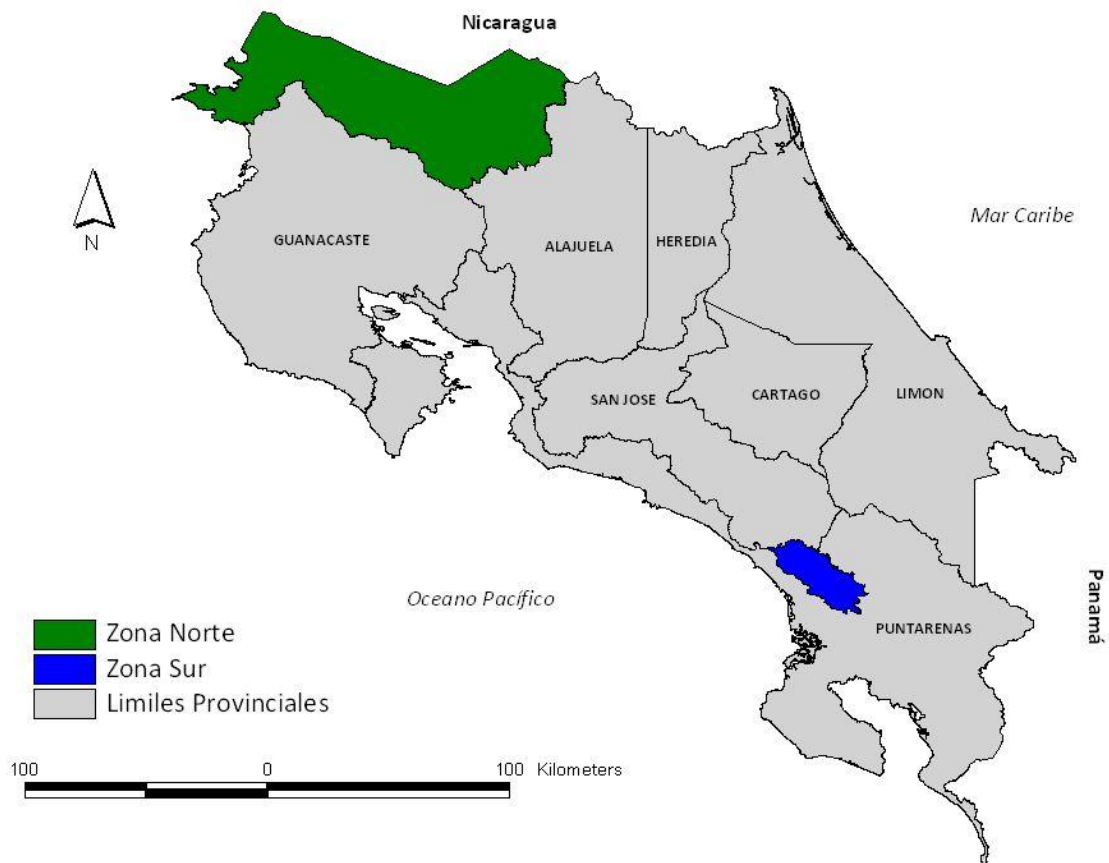 Nicaragua
Mar Caribe
N
GUANACASTE
ALAJUELA
HEREDIA
SAN JOSE
CARTAGO
LIMON
Oceano Pacífico
Panamá
PUNTARENAS
Zona Norte
Zona Sur
Limiles Provinciales
100 0 100 Kilometers